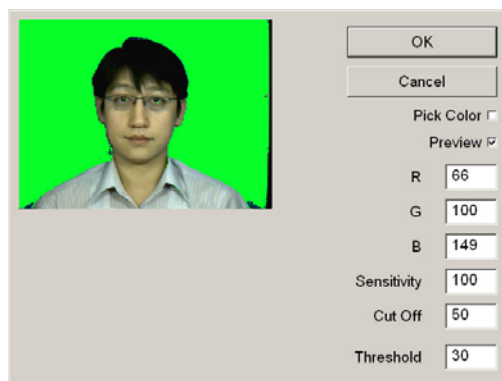 OK
Cancel
Pick Color
Preview
R 66
G 100
B 149
Sensitivity 100
Cut Off 50
Threshold 30